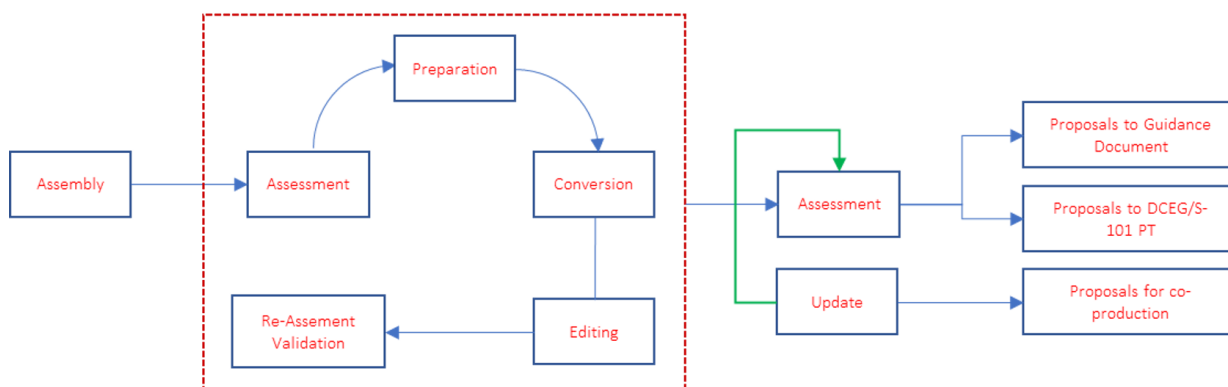 Preparation
Proposals to Guidance
Document
Assembly
Assessment
Conversion
Assessment
Proposals to DCEG/S-
101 PT
Re-Assement
Validation
Editing
Update
Proposals for co-
production